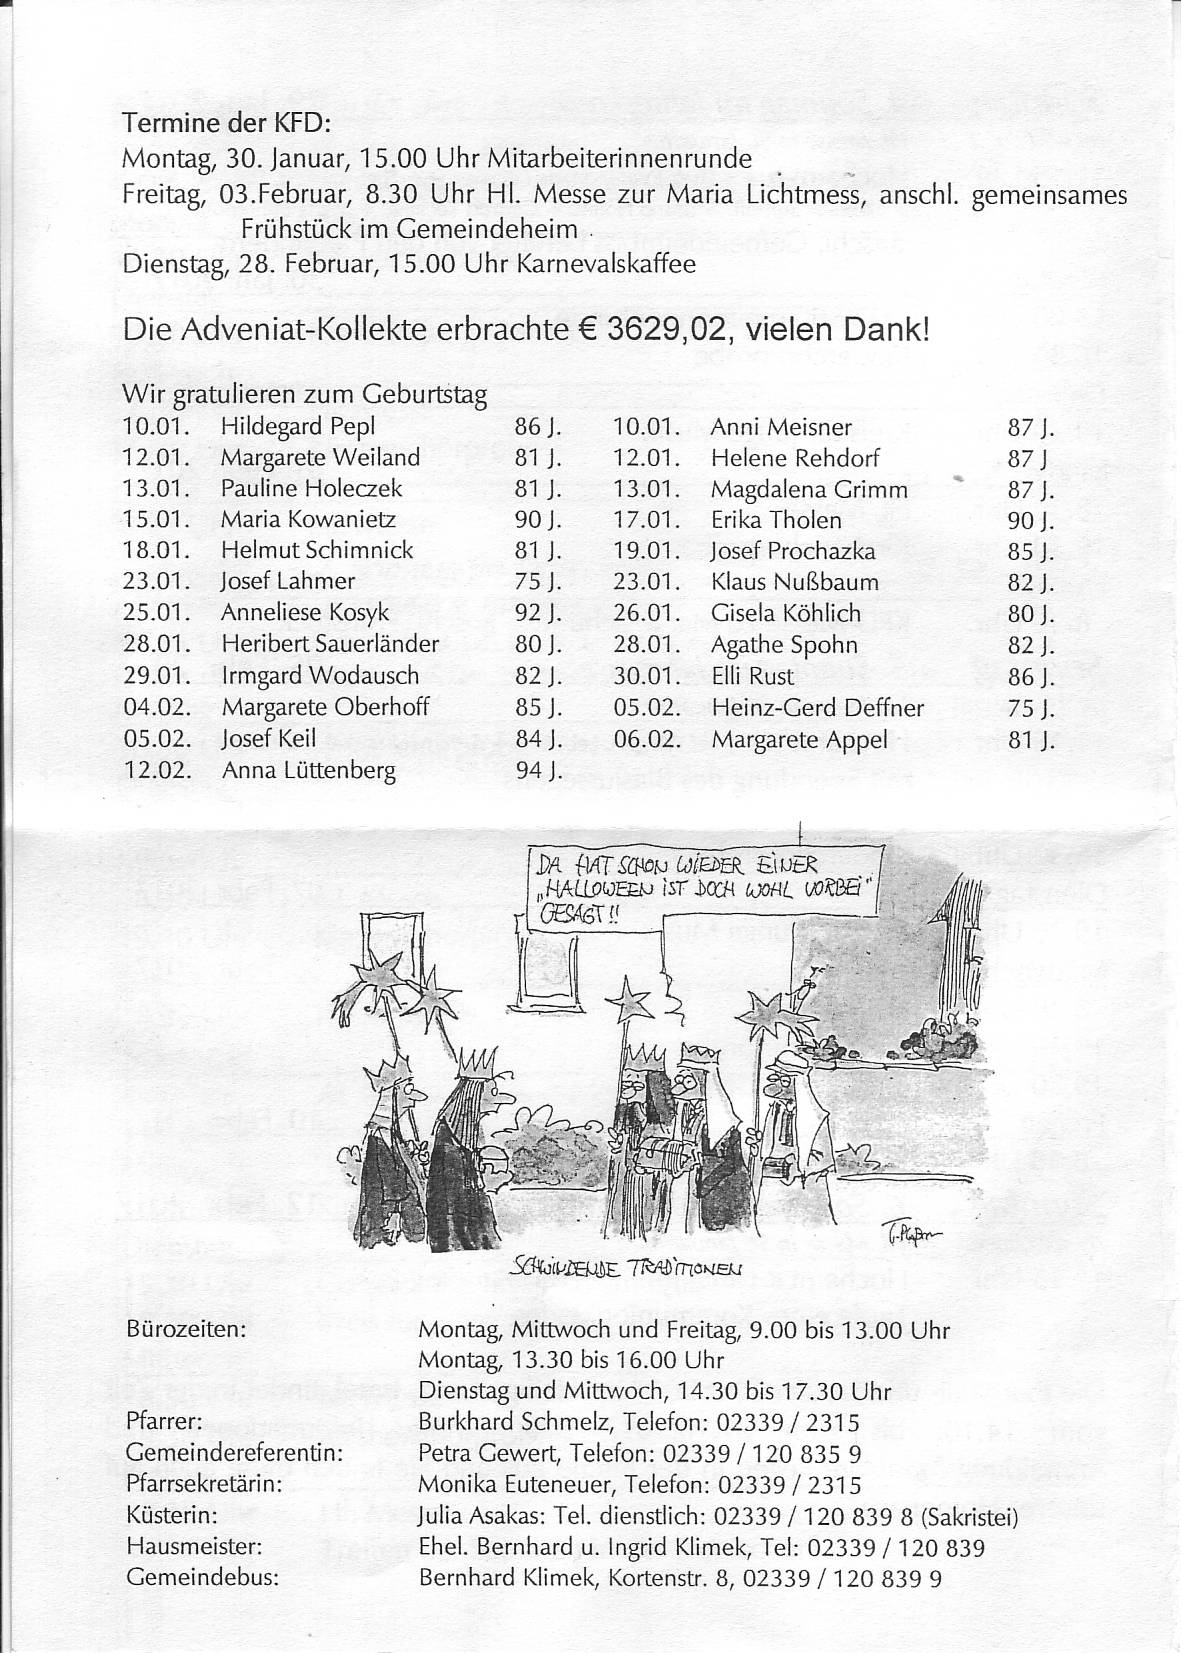 Termine der KFD:
Montag, 30. Januar, 15.00 Uhr Mitarbeiterinnenrunde
Freitag, 03.Februar, 8.30 Uhr Hl. Messe zur Maria Lichtmess, anschl. gemeinsames
Frühstück im Gemeindeheim
Dienstag, 28. Februar, 15.00 Uhr Karnevalskaffee
Die Adveniat-Kollekte erbrachte € 3629,02, vielen Dank!
Wir gratulieren zum Geburtstag
10.01. Hildegard Pepl 86 J. 10.01. Anni Meisner 87 J.
12.01. Margarete Weiland 81 J. 12.01. Helene Rehdorf 87 J
13.01. Pauline Holeczek 81 J. 13.01. Magdalena Grimm 87 J.
15.01. Maria Kowanietz 90 J. 17.01. Erika Tholen 90 J.
18.01. Helmut Schimnick 81 J. 19.01. Josef Prochazka 85 J.
23.01. Josef Lahmer 75 J. 23.01. Klaus Nußbaum 82 J.
25.01. Anneliese Kosyk 92 J. 26.01. Gisela Köhlich 80 J.
28.01. Heribert Sauerländer 80 J. 28.01. Agathe Spohn 82 J.
29.01. Irmgard Wodausch 82 J. 30.01. Elli Rust 86 J.
04.02. Margarete Oberhoff 85 J. 05.02. Heinz-Gerd Deffner 75 J.
05.02. Josef Keil 84 J. 06.02. Margarete Appel 81 J.
12.02. Anna Lüttenberg 94 J.
DA HAT SCHON WIEDER EINER
„HALLOWEEN IST DOCH WOHL VORBEI"
GESAGT!!
SCHWINDENDE TRADITIONEN
Bürozeiten: Montag, Mittwoch und Freitag, 9.00 bis 13.00 Uhr
Montag, 13.30 bis 16.00 Uhr
Dienstag und Mittwoch, 14.30 bis 17.30 Uhr
Pfarrer: Burkhard Schmelz, Telefon: 02339 / 2315
Gemeindereferentin: Petra Gewert, Telefon: 02339 / 120 835 9
Pfarrsekretärin: Monika Euteneuer, Telefon: 02339 / 2315
Küsterin: Julia Asakas: Tel. dienstlich: 02339 / 120 839 8 (Sakristei)
Hausmeister: Ehel. Bernhard u. Ingrid Klimek, Tel: 02339 / 120 839
Gemeindebus: Bernhard Klimek, Kortenstr. 8, 02339 / 120 839 9